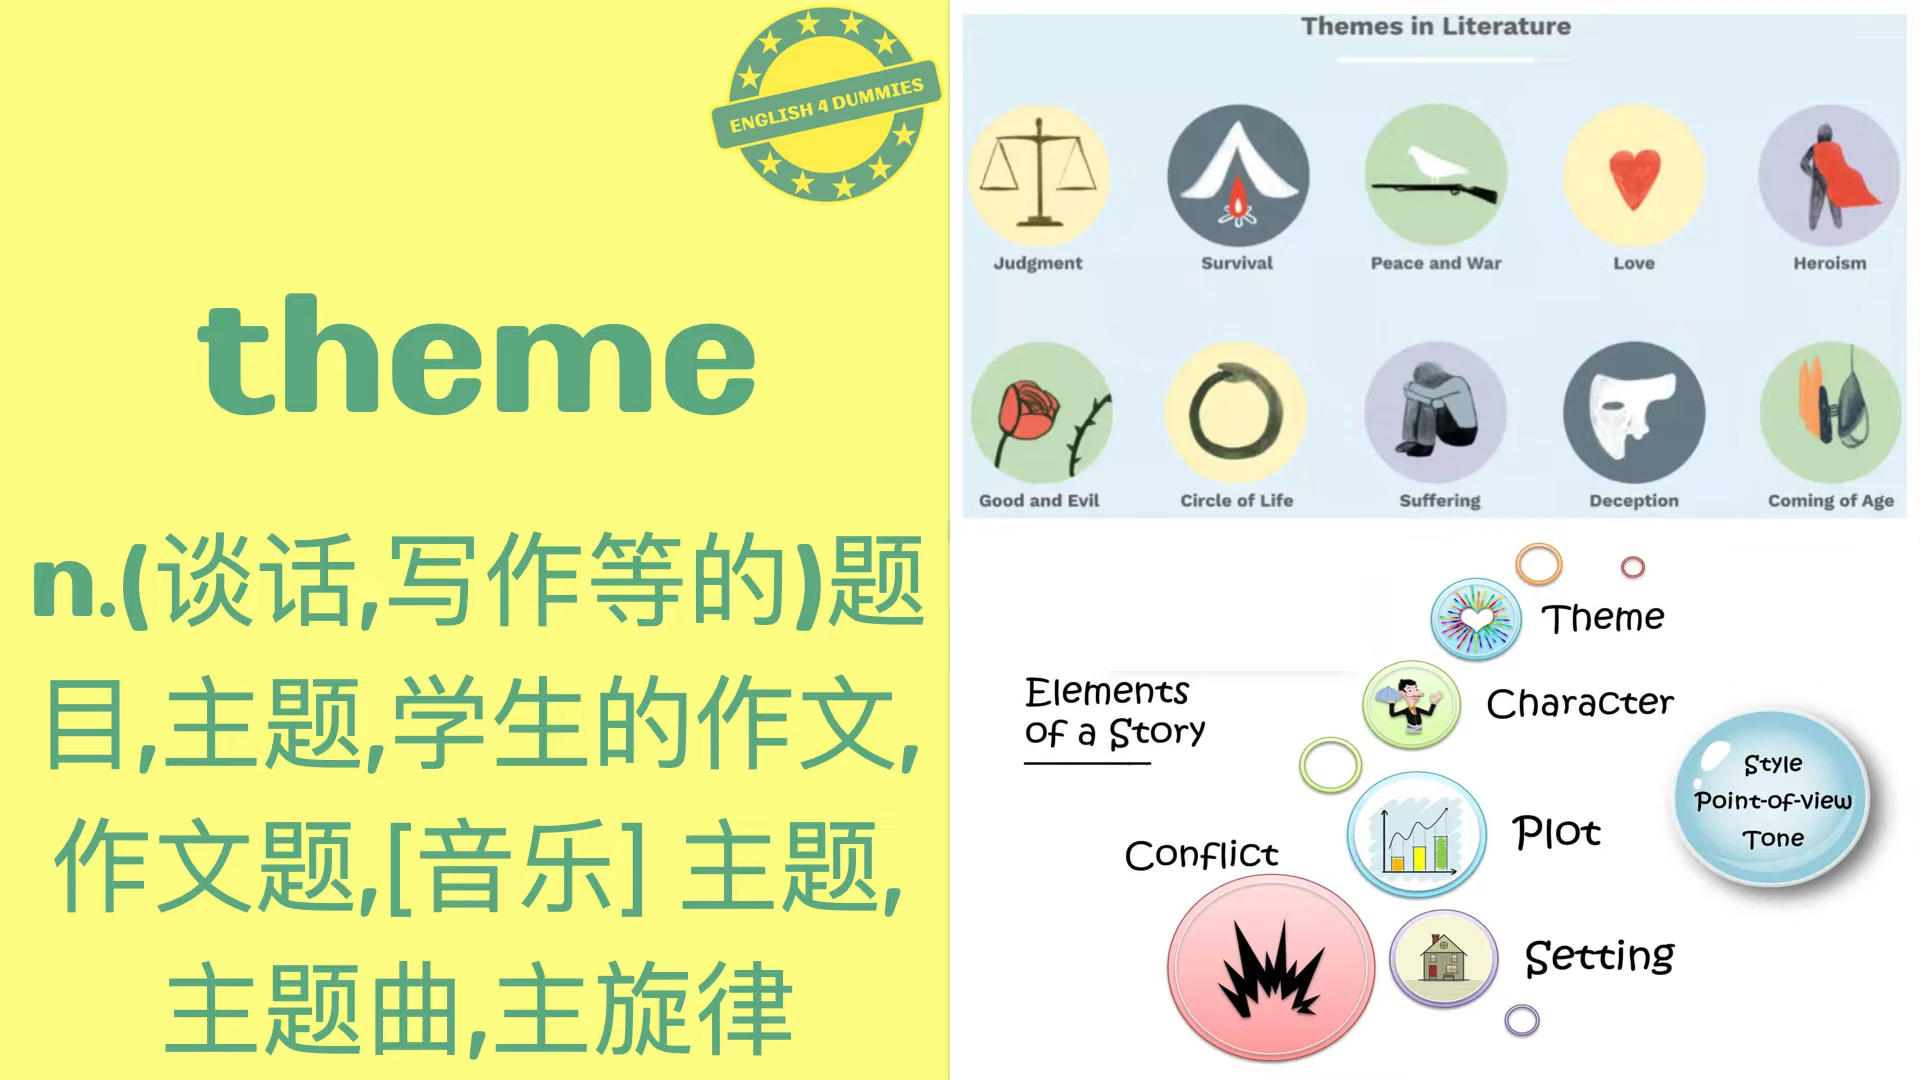 ENGLISH 4 DUMMIES
theme
n.(谈话,写作等的)题
目,主题,学生的作文,
作文题,[音乐] 主题,
主题曲,主旋律
Themes in Literature
Judgment
Survival
Peace and War
Love
Heroism
Good and Evil
Circle of Life
Suffering
Deception
Coming of Age
Elements
of a Story
Theme
Character
Plot
Conflict
Setting
Style
Point-of-View
Tone